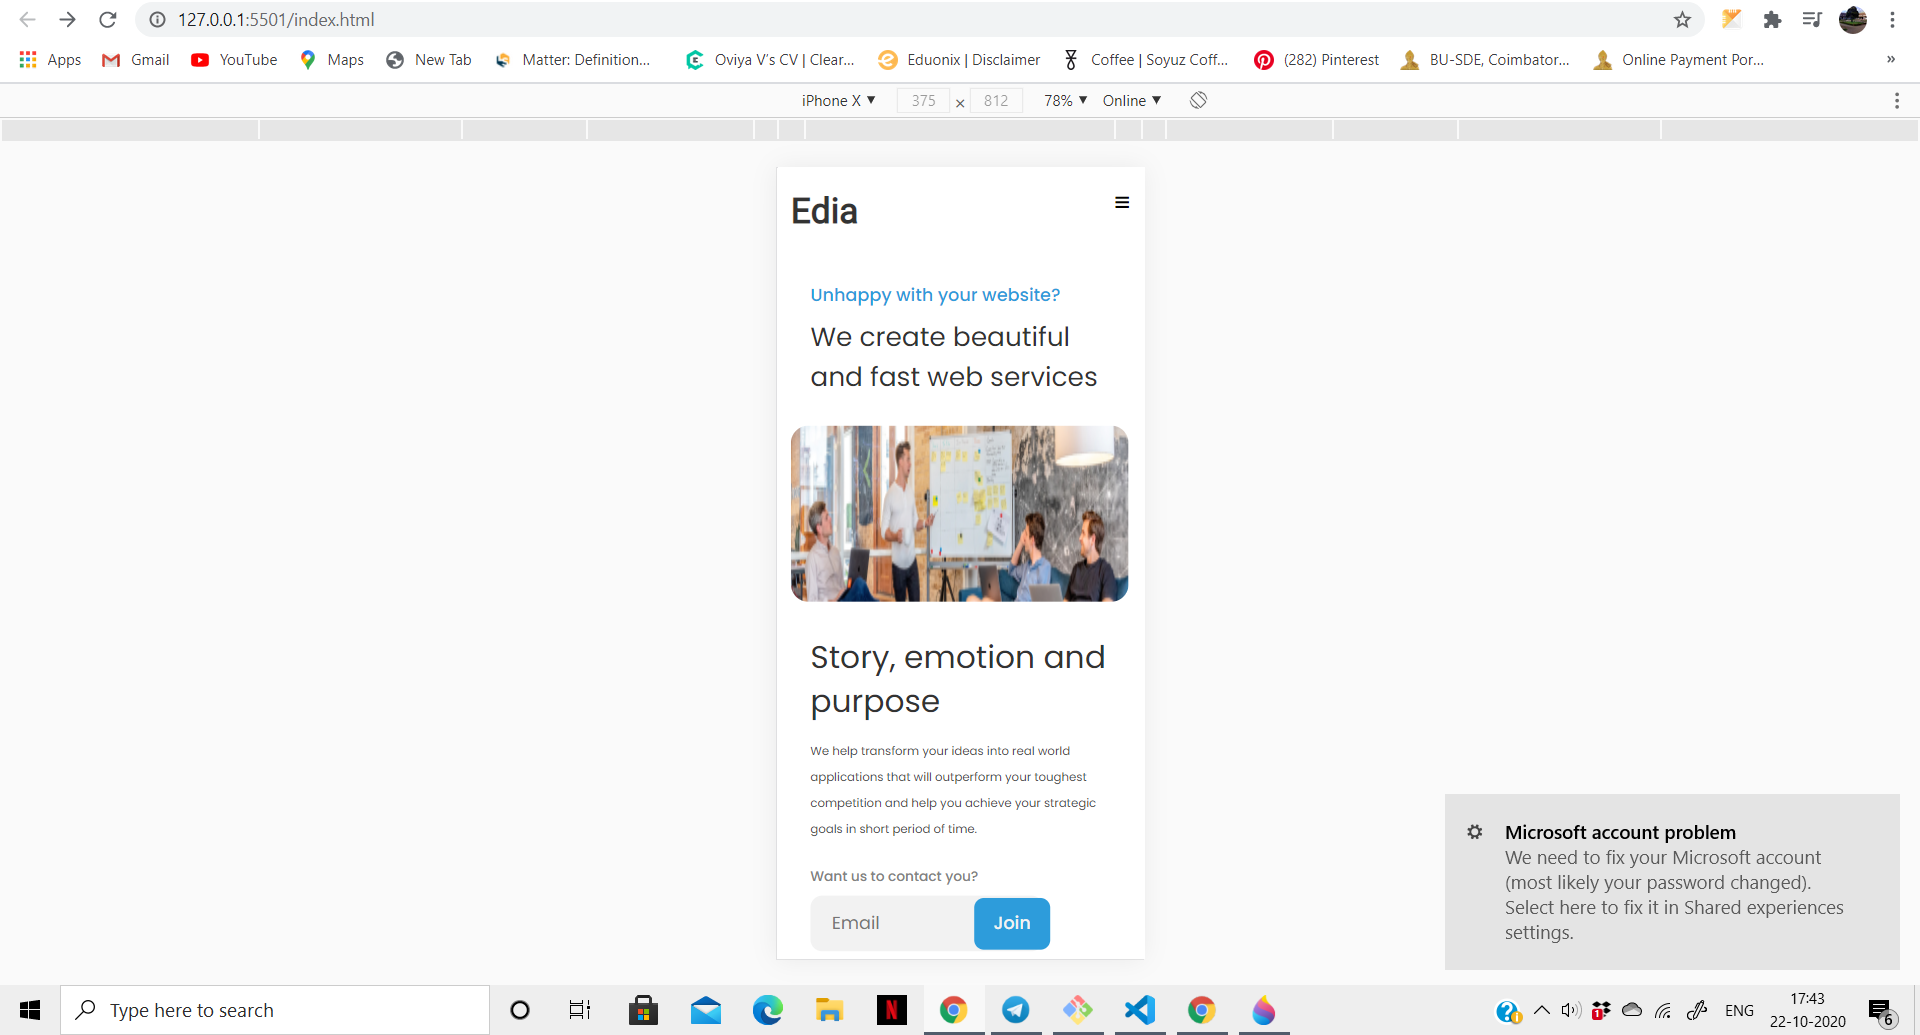 127.0.0.1:5501/index.html
Apps
Gmail
YouTube
Maps
New Tab
Matter: Definition...
Oviya V's CV | Clear...
Eduonix | Disclaimer
Coffee | Soyuz Coff...
(282) Pinterest
BU-SDE, Coimbator...
Online Payment Por...
»
iPhone X ▼
375 × 812
78% ▼
Online ▼
Edia
Unhappy with your website?
We create beautiful
and fast web services
Story, emotion and
purpose
We help transform your ideas into real world
applications that will outperform your toughest
competition and help you achieve your strategic
goals in short period of time.
Want us to contact you?
Email
Join
Microsoft account problem
We need to fix your Microsoft account
(most likely your password changed).
Select here to fix it in Shared experiences
settings.
Type here to search
N
1
ENG
17:43
22-10-2020
6